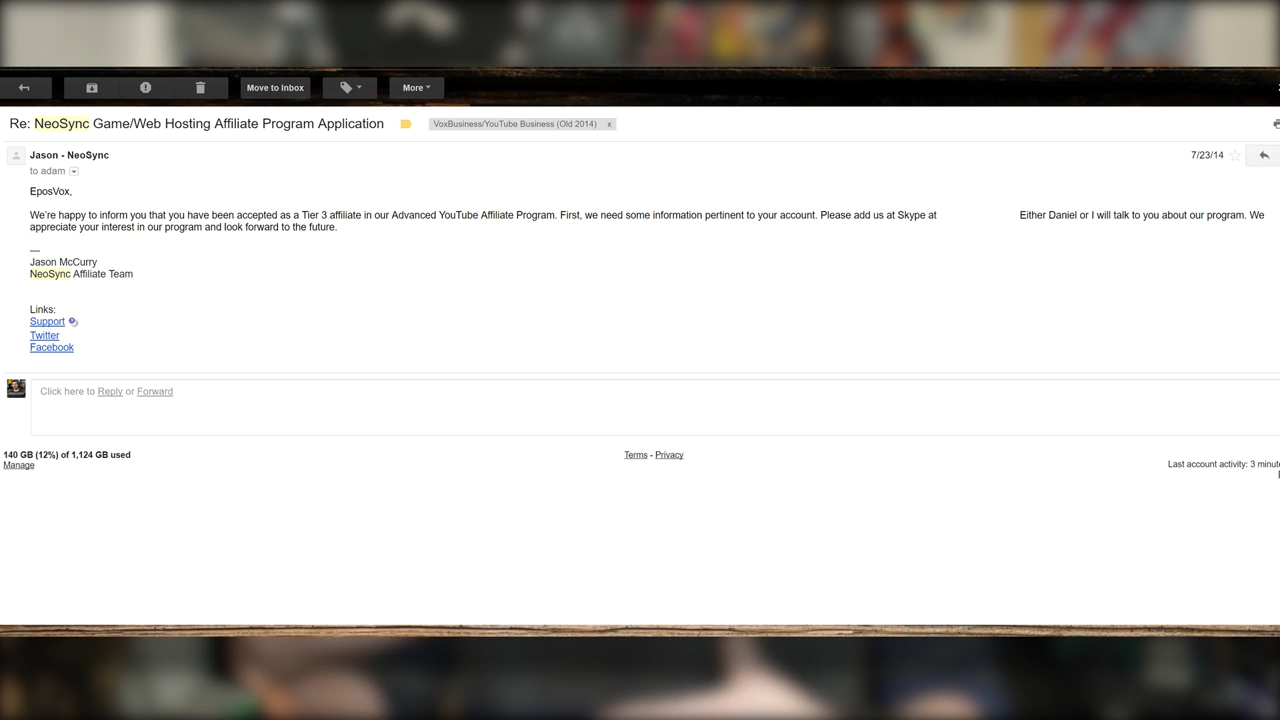 Move to Inbox
More
Re: NeoSync Game/Web Hosting Affiliate Program Application
VoxBusiness/YouTube Business (Old 2014) x
Jason - NeoSync
7/23/14
to adam
EposVox,
We're happy to inform you that you have been accepted as a Tier 3 affiliate in our Advanced YouTube Affiliate Program. First, we need some information pertinent to your account. Please add us at Skype at Either Daniel or I will talk to you about our program. We
appreciate your interest in our program and look forward to the future.
—
Jason McCurry
NeoSync Affiliate Team
Links:
Support
Twitter
Facebook
Click here to Reply or Forward
140 GB (12%) of 1,124 GB used
Manage
Terms - Privacy
Last account activity: 3 minute